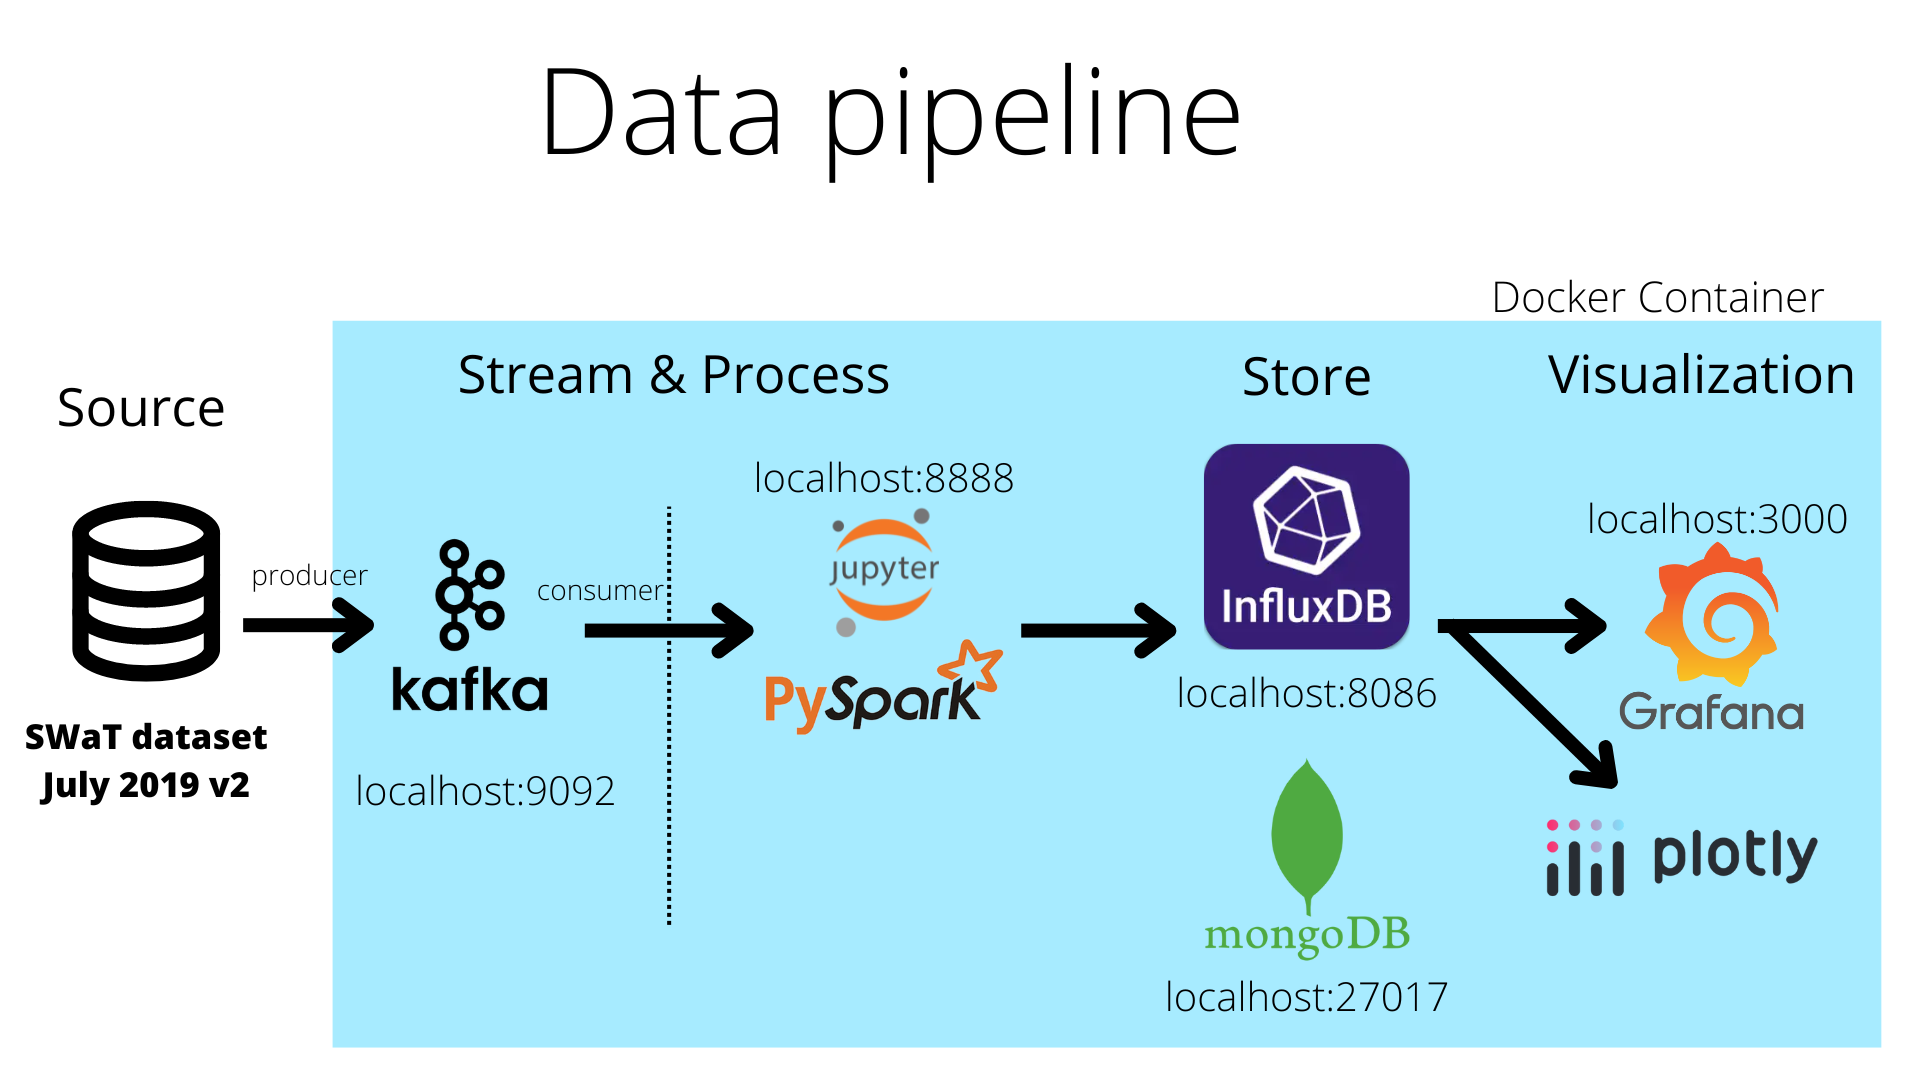 Data pipeline
Docker Container
Source
Stream & Process
Store
Visualization
SWaT dataset
July 2019 v2
producer
kafka
localhost:9092
consumer
localhost:8888
jupyter
PySpark
InfluxDB
localhost:8086
mongoDB
localhost:27017
localhost:3000
Grafana
plotly